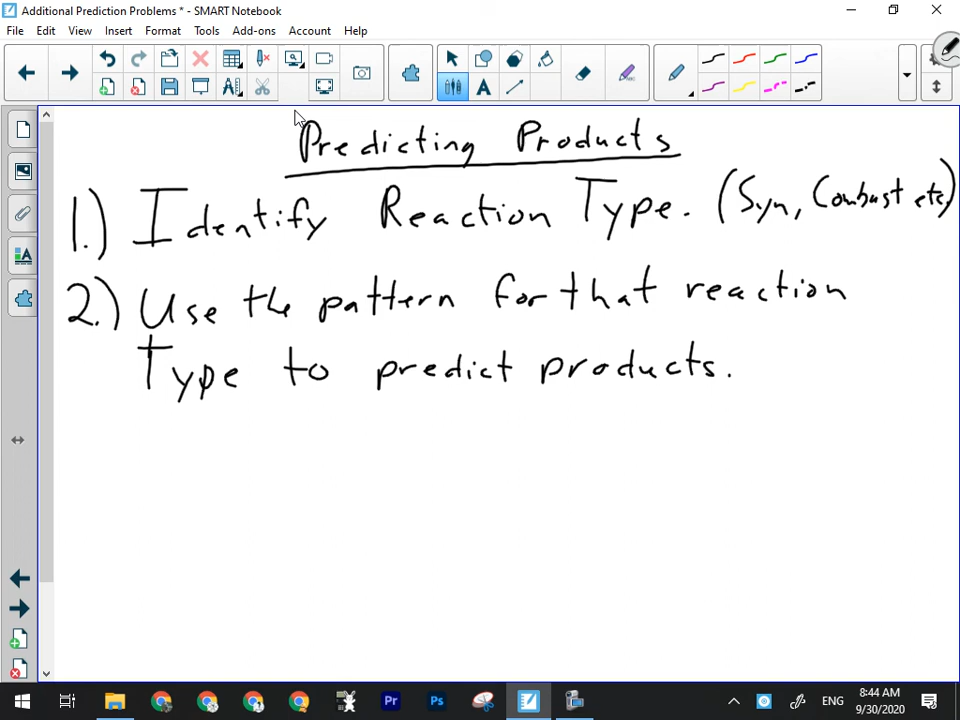 Additional Prediction Problems * - SMART Notebook
File Edit View Insert Format Tools Add-ons Account Help
Predicting Products
1.) Identify Reaction Type. (Syn, Combust etc)
2.) Use the pattern for that reaction
Type to predict products.
Pr Ps ENG 8:44 AM
9/30/2020